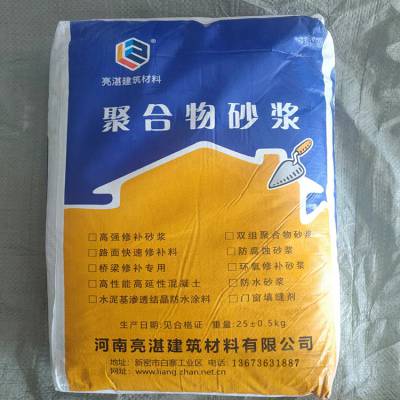 亮湛建筑材料
聚合物砂浆
□高强修补砂浆 □双组聚合物砂浆
□路面快速修补料 □防腐蚀砂浆
□桥梁修补专用 □环氧修补砂浆
□高性能高延性混凝土 □防水砂浆
□水泥基渗透结晶防水涂料 □门窗填缝剂
生产日期:见合格证 重量:25±0.5kg
河南亮湛建筑材料有限公司
地址:新密市白寨工业区 电话:13673631887
网址:www.liang.zhan.net.cn